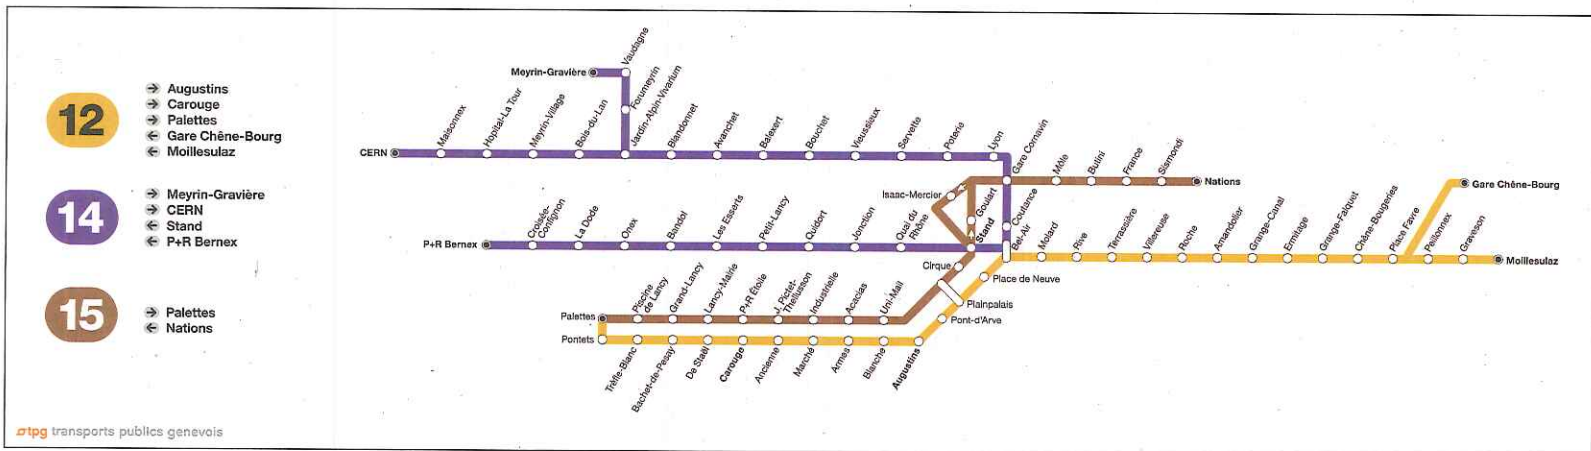 12
→ Augustins
→ Carouge
→ Palettes
← Gare Chêne-Bourg
← Moillesulaz
14
→ Meyrin-Gravière
→ CERN
← Stand
← P+R Bernex
15
→ Palettes
← Nations
Meyrin-Gravière
Vaudagne
Forumeyrin
Jardin-Alpin-Vivarium
CERN
Maisonnex
Hôpital-La Tour
Meyrin-Village
Bois-du-Lan
Blandonnet
Avanchet
Balexert
Bouchet
Vieusseux
Servette
Poterie
Lyon
Gare Cornavin
Môle
Butini
France
Sismondi
Nations
Isaac-Mercier
Goulart
Coutance
P+R Bernex
Croisée-
Confignon
La Dode
Onex
Bandol
Les Esserts
Petit-Lancy
Quidort
Jonction
Quai du
Rhône
Stand
Bel-Air
Molard
Rive
Terrassière
Villereuse
Roche
Amandolier
Grange-Canal
Ermitage
Grange-Falquet
Chêne-Bougeries
Place Favre
Gare Chêne-Bourg
Peillonnex
Graveson
Moillesulaz
Cirque
Place de Neuve
Plainpalais
Pont-d'Arve
Palettes
Piscine
de Lancy
Grand-Lancy
Lancy-Mairie
P+R Étoile
J. Pictet-
Thellusson
Industrielle
Acacias
Uni-Mail
Pontets
Trèfle-Blanc
Bachet-de-Pesay
De Staël
Carouge
Ancienne
Marché
Armes
Blanche
Augustins
tpg transports publics genevois